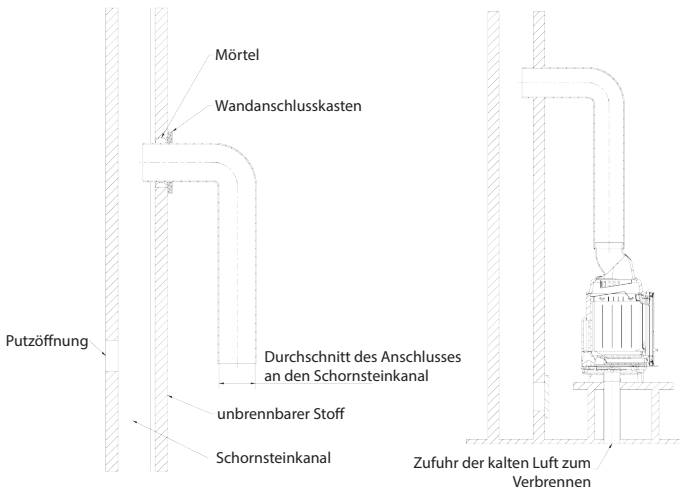 Mörtel
Wandanschlusskasten
Putzöffnung
Durchschnitt des Anschlusses
an den Schornsteinkanal
unbrennbarer Stoff
Schornsteinkanal
Zufuhr der kalten Luft zum
Verbrennen